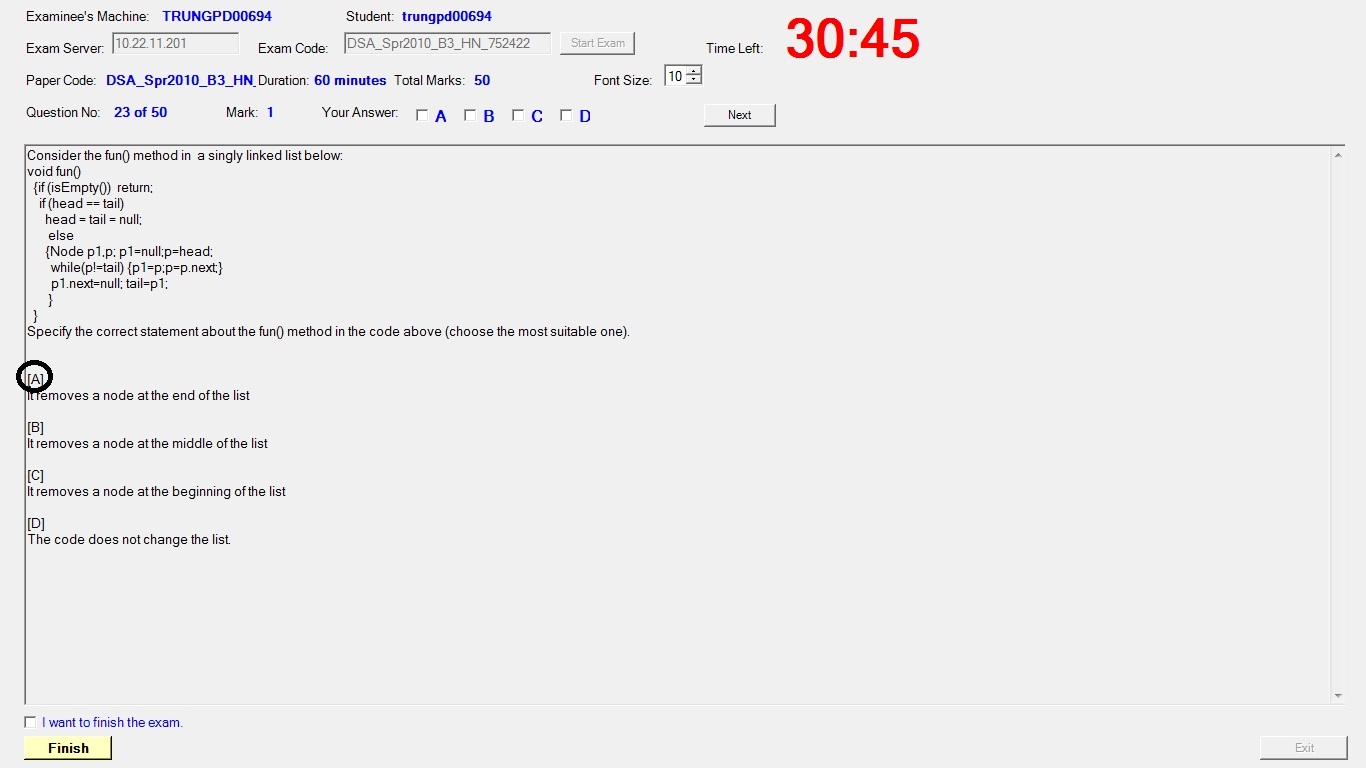 Examinee's Machine: TRUNGPD00694 Student: trungpd00694
Exam Server: 10.22.11.201 Exam Code: DSA_Spr2010_B3_HN_752422 Start Exam Time Left: 30:45
Paper Code: DSA_Spr2010_B3_HN_ Duration: 60 minutes Total Marks: 50 Font Size: 10
Question No: 23 of 50 Mark: 1 Your Answer: A B C D Next
Consider the fun() method in a singly linked list below:
void fun()
{if (isEmpty()) return;
if (head == tail)
head = tail = null;
else
{Node p1,p; p1=null;p=head;
while(p!=tail) {p1=p;p=p.next;}
p1.next=null; tail=p1;
}
}
Specify the correct statement about the fun() method in the code above (choose the most suitable one).
[A]
It removes a node at the end of the list
[B]
It removes a node at the middle of the list
[C]
It removes a node at the beginning of the list
[D]
The code does not change the list.
I want to finish the exam.
Finish Exit